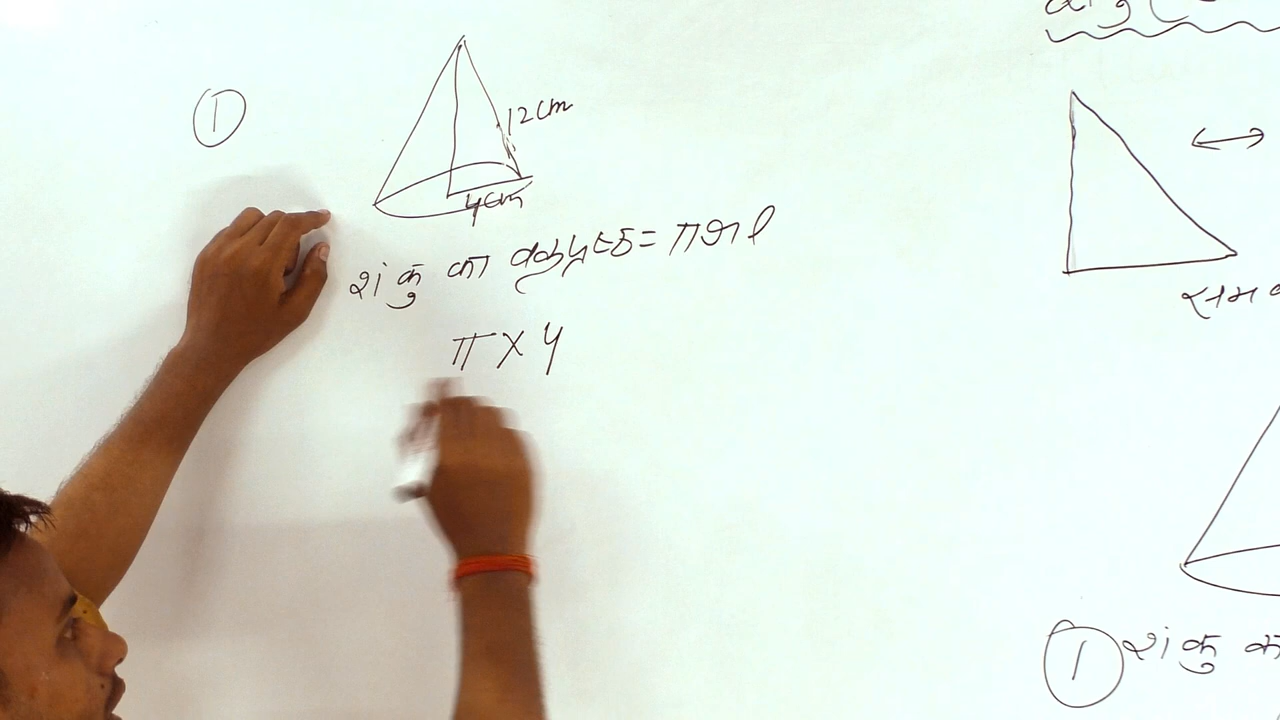 ①
12cm
4cm
शंकु का वक्रपृष्ठ = πrl
π × 4
① शंकु का